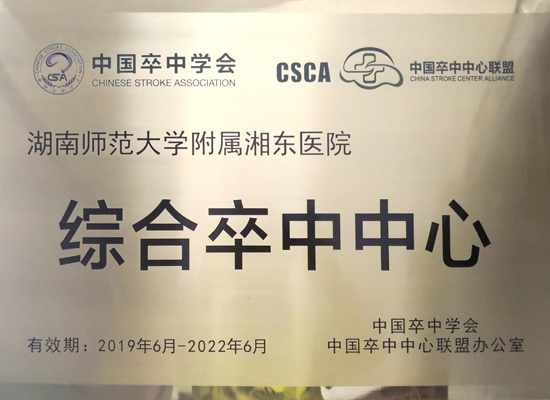 中国卒中学会
CHINESE STROKE ASSOCIATION
CSA
CSCA
中国卒中中心联盟
CHINA STROKE CENTER ALLIANCE
湖南师范大学附属湘东医院
综合卒中中心
有效期：2019年6月-2022年6月
中国卒中学会
中国卒中中心联盟办公室